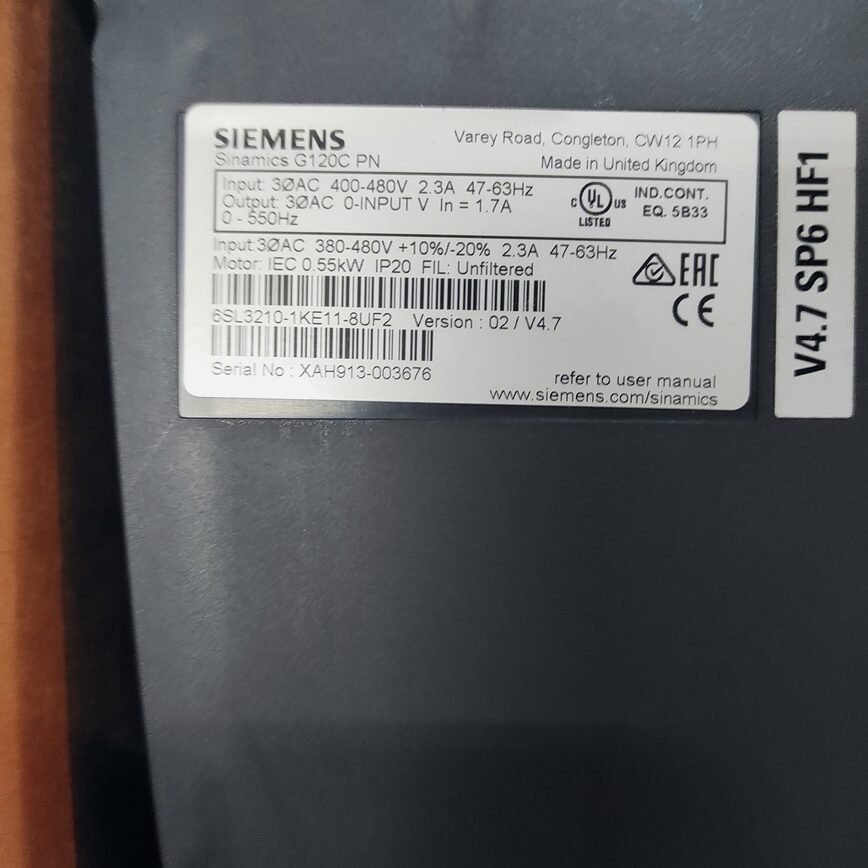 SIEMENS
Sinamics G120C PN
Varey Road, Congleton, CW12 1PH
Made in United Kingdom
Input: 3ØAC 400-480V 2.3A 47-63Hz
Output: 3ØAC 0-INPUT V In = 1.7A
0 - 550Hz
C UL US
LISTED
IND.CONT.
EQ. 5B33
Input:3ØAC 380-480V +10%/-20% 2.3A 47-63Hz
Motor: IEC 0.55kW IP20 FIL: Unfiltered
EAC
CE
6SL3210-1KE11-8UF2 Version : 02 / V4.7
Serial No : XAH913-003676
refer to user manual
www.siemens.com/sinamics
V4.7 SP6 HF1